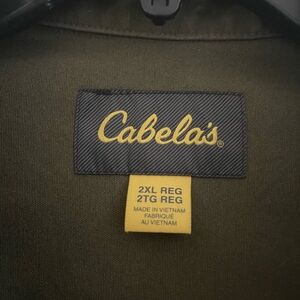 Cabela's®
2XL REG
2TG REG
MADE IN VIETNAM
FABRIQUÉ
AU VIETNAM